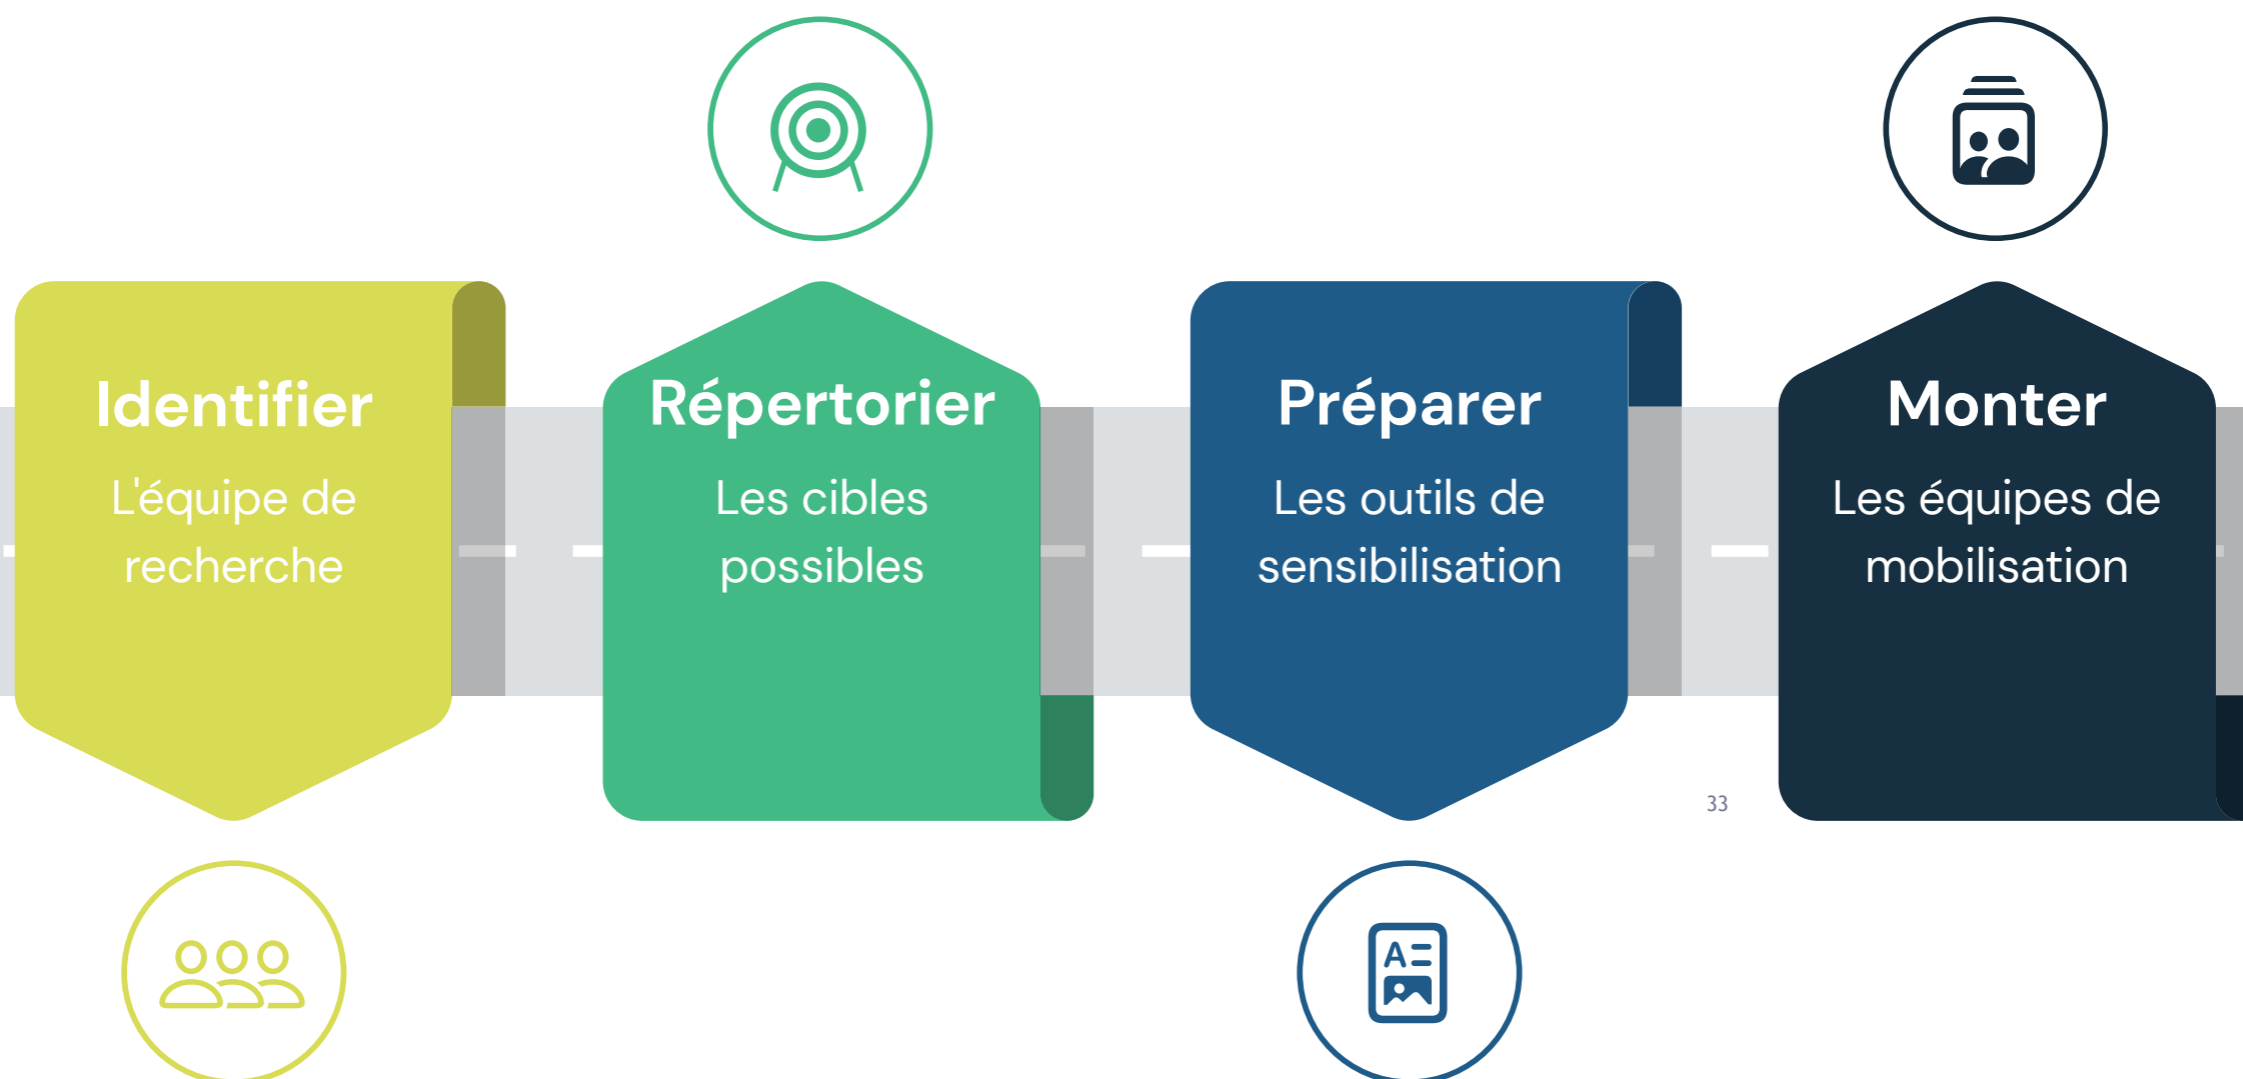 Identifier
L'équipe de
recherche
Répertorier
Les cibles
possibles
Préparer
Les outils de
sensibilisation
Monter
Les équipes de
mobilisation
33
A